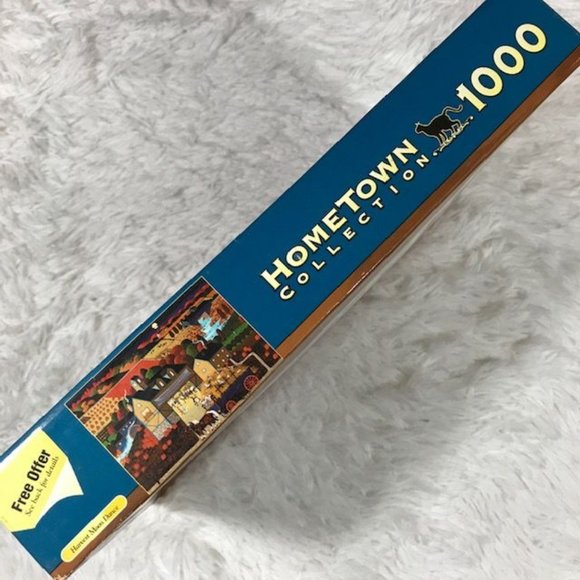 Free Offer
See back for details
Harvest Moon Dance
HOMETOWN
COLLECTION
1000